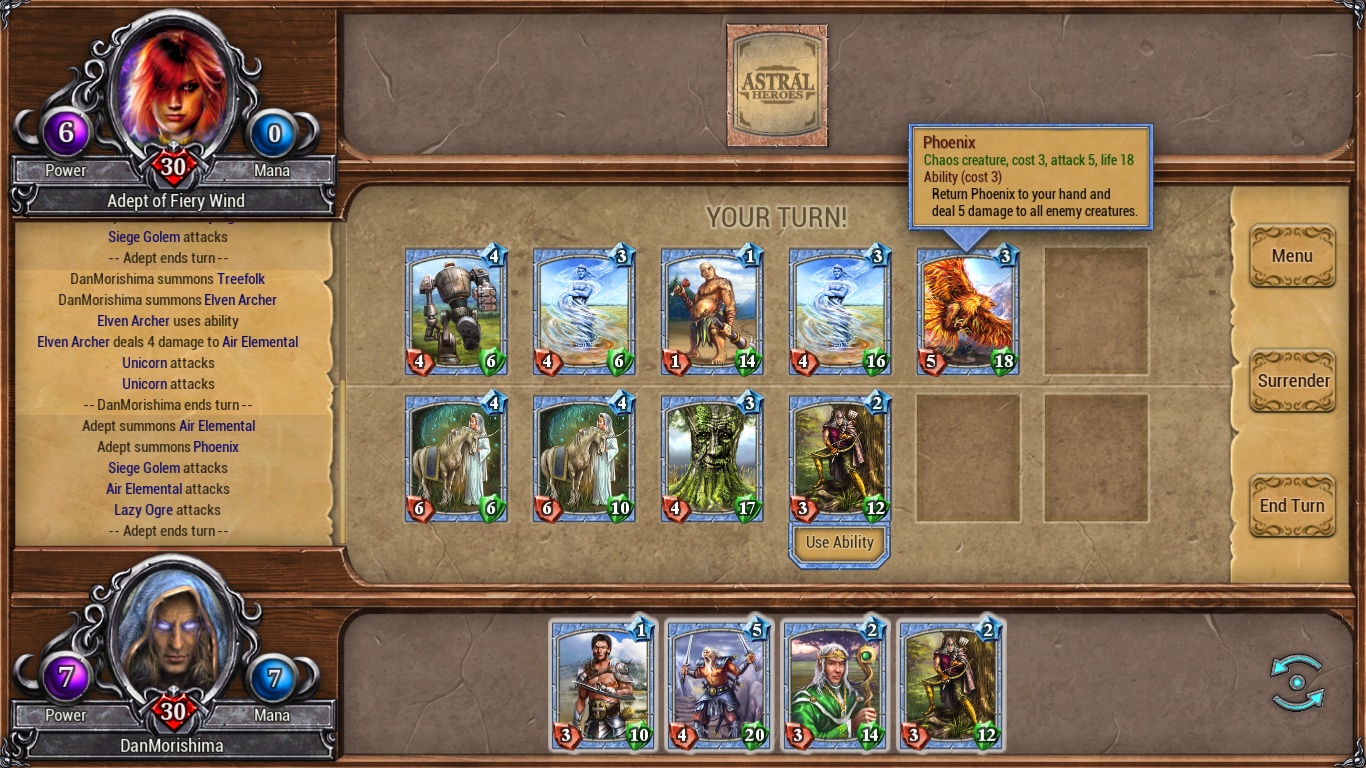 6
0
Power
30
Mana
Adept of Fiery Wind
ASTRAL
HEROES
Siege Golem attacks
-- Adept ends turn --
DanMorishima summons Treefolk
DanMorishima summons Elven Archer
Elven Archer uses ability
Elven Archer deals 4 damage to Air Elemental
Unicorn attacks
Unicorn attacks
-- DanMorishima ends turn --
Adept summons Air Elemental
Adept summons Phoenix
Siege Golem attacks
Air Elemental attacks
Lazy Ogre attacks
-- Adept ends turn --
Phoenix
Chaos creature, cost 3, attack 5, life 18
Ability (cost 3)
Return Phoenix to your hand and
deal 5 damage to all enemy creatures.
YOUR TURN!
4 3 1 3 3
4 6 4 6 1 14 4 16 5 18
4 4 3 2
6 6 6 10 4 17 3 12
Use Ability
Menu
Surrender
End Turn
7
7
Power
30
Mana
DanMorishima
1 5 2 2
3 10 4 20 3 14 3 12